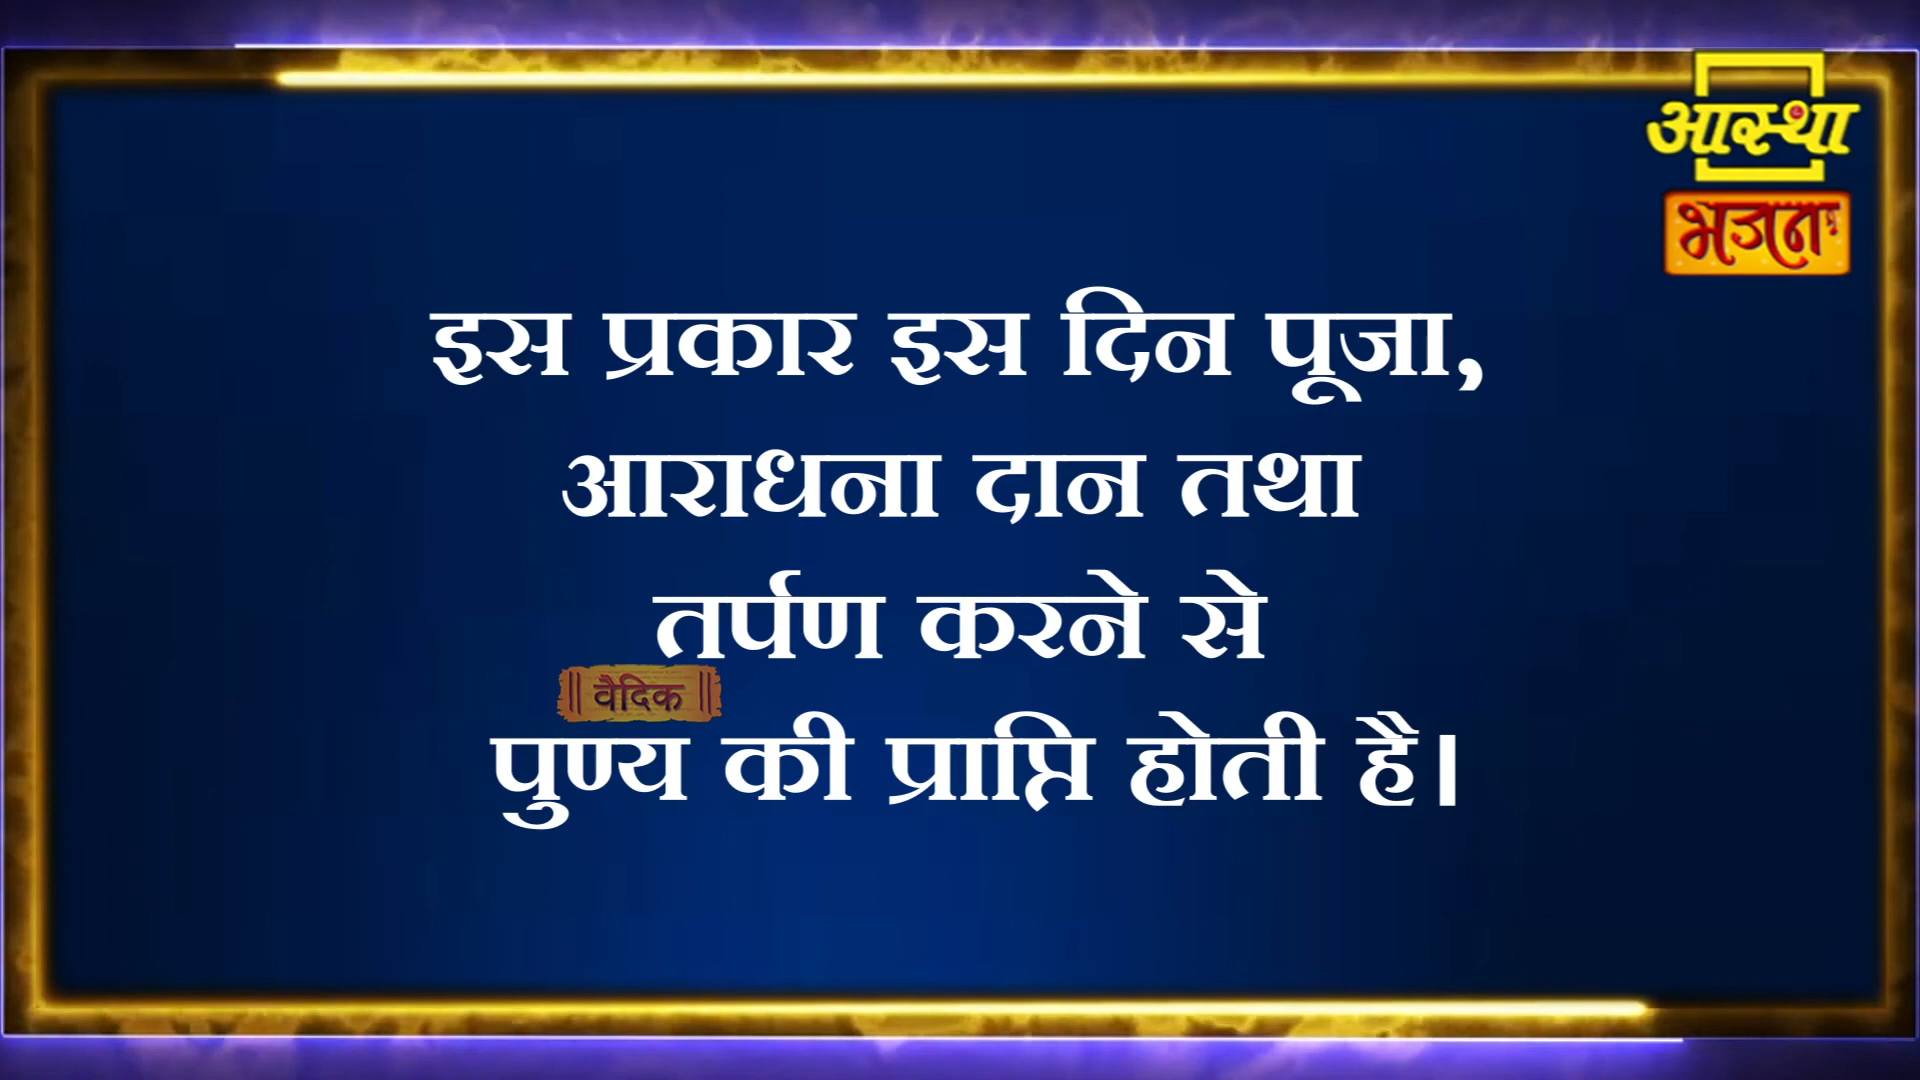 आस्था
भजन
इस प्रकार इस दिन पूजा,
आराधना दान तथा
तर्पण करने से
॥ वैदिक ॥
पुण्य की प्राप्ति होती है।